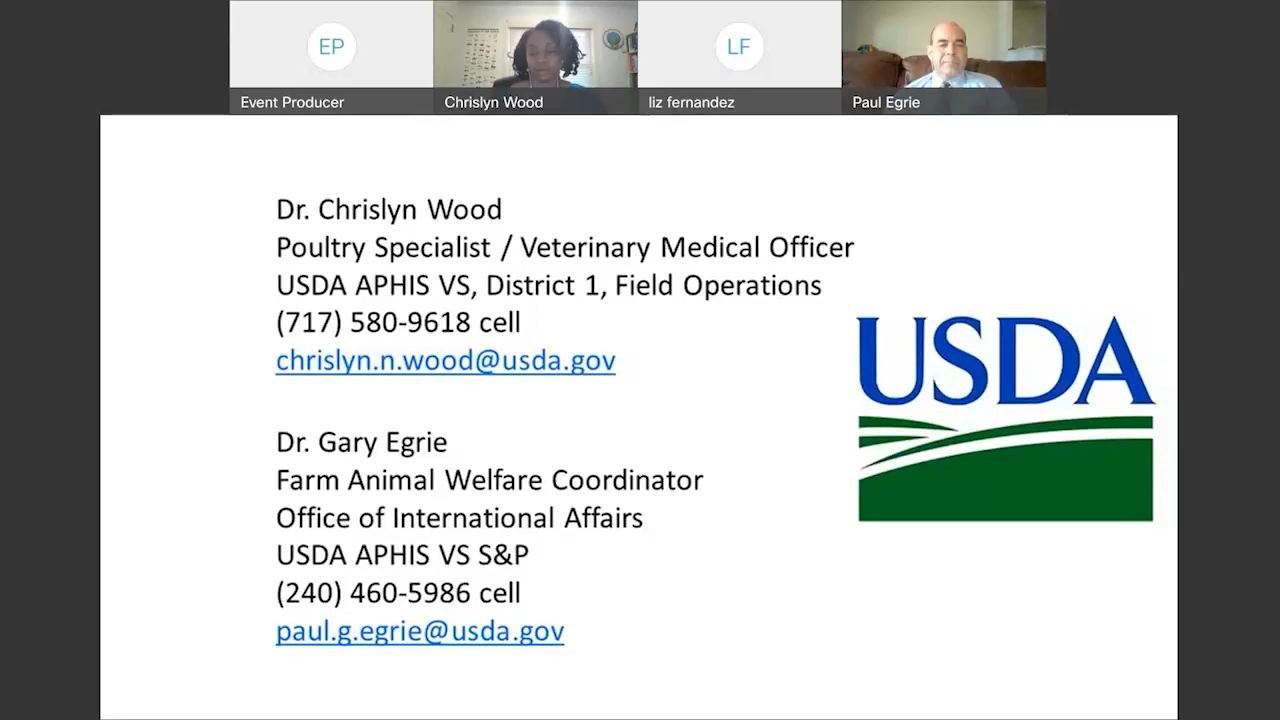 EP
LF
Event Producer
Chrislyn Wood
liz fernandez
Paul Egrie
Dr. Chrislyn Wood
Poultry Specialist / Veterinary Medical Officer
USDA APHIS VS, District 1, Field Operations
(717) 580-9618 cell
chrislyn.n.wood@usda.gov
USDA
Dr. Gary Egrie
Farm Animal Welfare Coordinator
Office of International Affairs
USDA APHIS VS S&P
(240) 460-5986 cell
paul.g.egrie@usda.gov